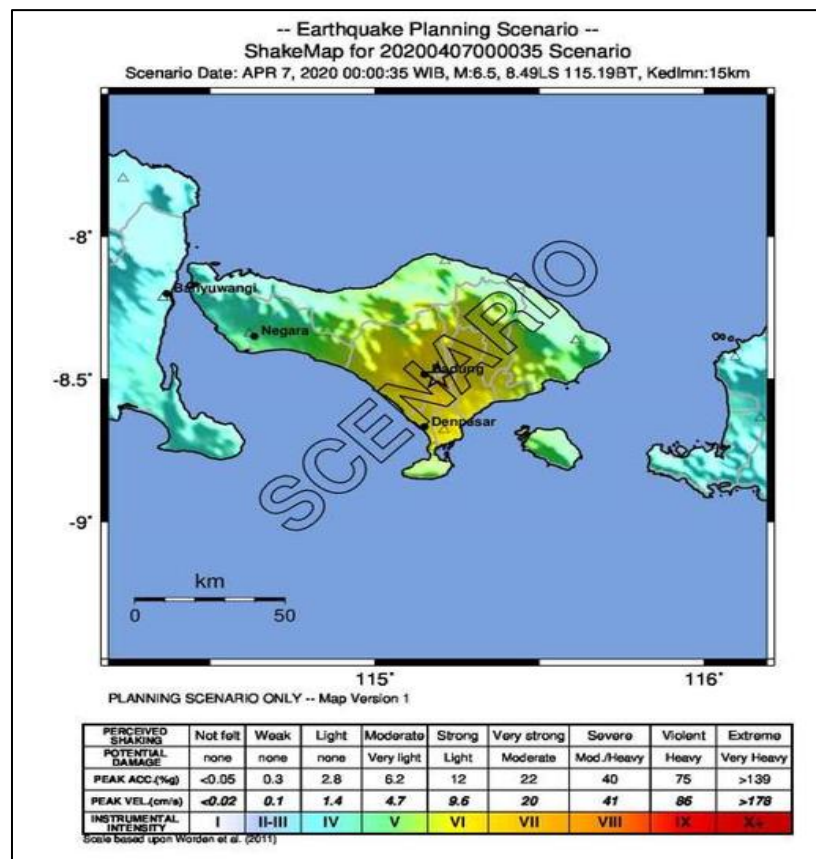 -- Earthquake Planning Scenario --
ShakeMap for 20200407000035 Scenario
Scenario Date: APR 7, 2020 00:00:35 WIB, M:6.5, 8.49LS 115.19BT, Kedlmn:15km
-8°
Banyuwangi
Negara
-8.5°
Badung
Denpasar
SCENARIO
-9°
km
0 50
115° 116°
PLANNING SCENARIO ONLY -- Map Version 1
PERCEIVED SHAKING Not felt Weak Light Moderate Strong Very strong Severe Violent Extreme
POTENTIAL DAMAGE none none none Very light Light Moderate Mod./Heavy Heavy Very Heavy
PEAK ACC.(%g) <0.05 0.3 2.8 6.2 12 22 40 75 >139
PEAK VEL.(cm/s) <0.02 0.1 1.4 4.7 9.6 20 41 86 >178
INSTRUMENTAL INTENSITY I II-III IV V VI VII VIII IX X+
Scale based upon Worden et al. (2011)